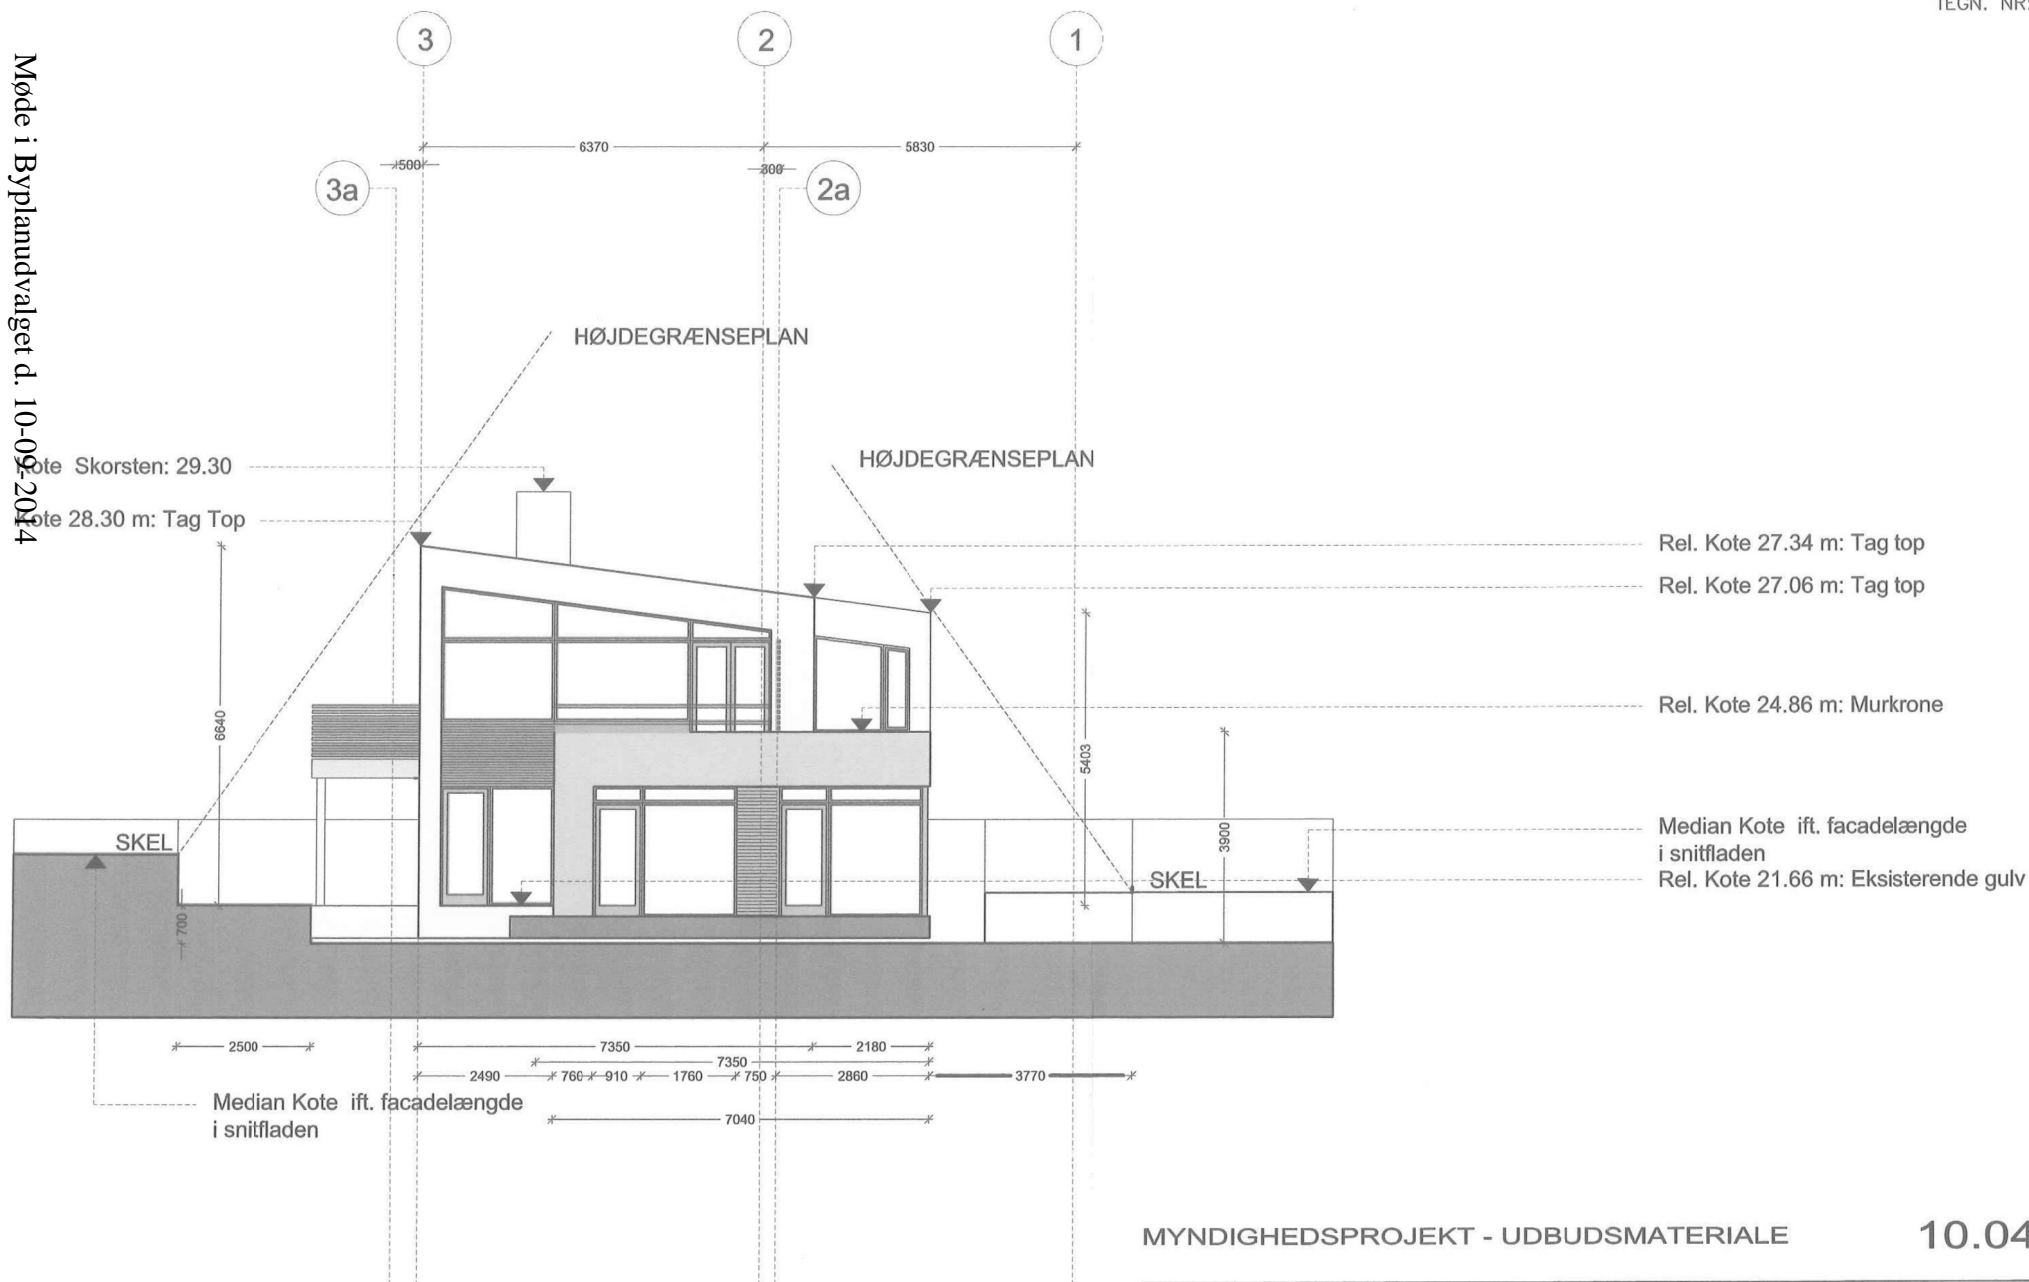 TEGN. NR:
Møde i Byplanudvalget d. 10-09-2014
3
2
1
6370
5830
500
300
3a
2a
HØJDEGRÆNSEPLAN
HØJDEGRÆNSEPLAN
Kote Skorsten: 29.30
Kote 28.30 m: Tag Top
Rel. Kote 27.34 m: Tag top
Rel. Kote 27.06 m: Tag top
Rel. Kote 24.86 m: Murkrone
6640
5403
3900
SKEL
Median Kote ift. facadelængde
i snitfladen
SKEL
Rel. Kote 21.66 m: Eksisterende gulv
700
2500
7350
2180
7350
2490
760
910
1760
750
2860
3770
Median Kote ift. facadelængde
i snitfladen
7040
MYNDIGHEDSPROJEKT - UDBUDSMATERIALE
10.04